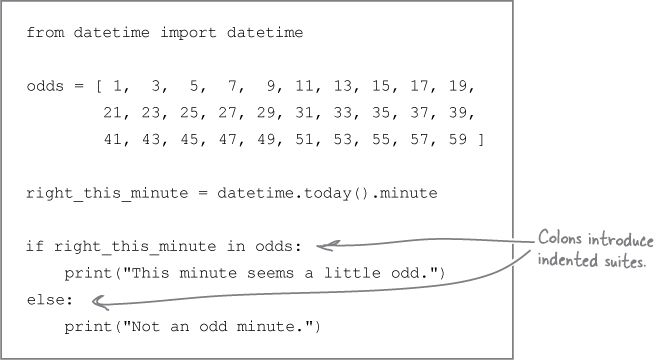 from datetime import datetime
odds = [ 1,  3,  5,  7,  9, 11, 13, 15, 17, 19,
        21, 23, 25, 27, 29, 31, 33, 35, 37, 39,
        41, 43, 45, 47, 49, 51, 53, 55, 57, 59 ]
right_this_minute = datetime.today().minute
if right_this_minute in odds:
    print("This minute seems a little odd.")
else:
    print("Not an odd minute.")
Colons introduce
indented suites.